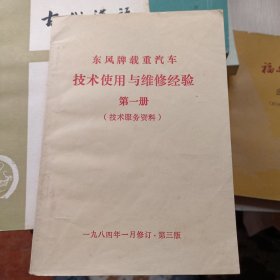 东风牌载重汽车
技术使用与维修经验
第一册
(技术服务资料)
一九八四年一月修订·第三版
福